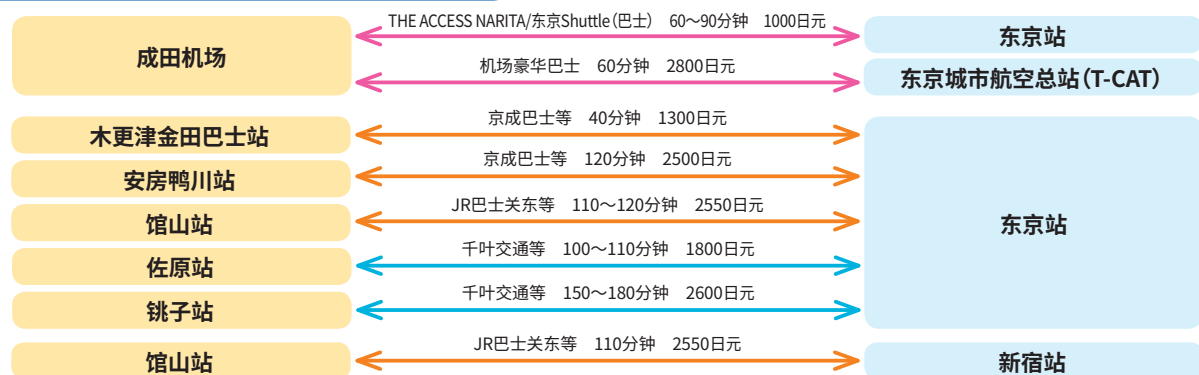 THE ACCESS NARITA/东京Shuttle（巴士） 60～90分钟 1000日元
成田机场
东京站
机场豪华巴士 60分钟 2800日元
东京城市航空总站（T-CAT）
京成巴士等 40分钟 1300日元
木更津金田巴士站
京成巴士等 120分钟 2500日元
安房鸭川站
JR巴士关东等 110～120分钟 2550日元
馆山站
东京站
千叶交通等 100～110分钟 1800日元
佐原站
千叶交通等 150～180分钟 2600日元
铫子站
JR巴士关东等 110分钟 2550日元
馆山站
新宿站